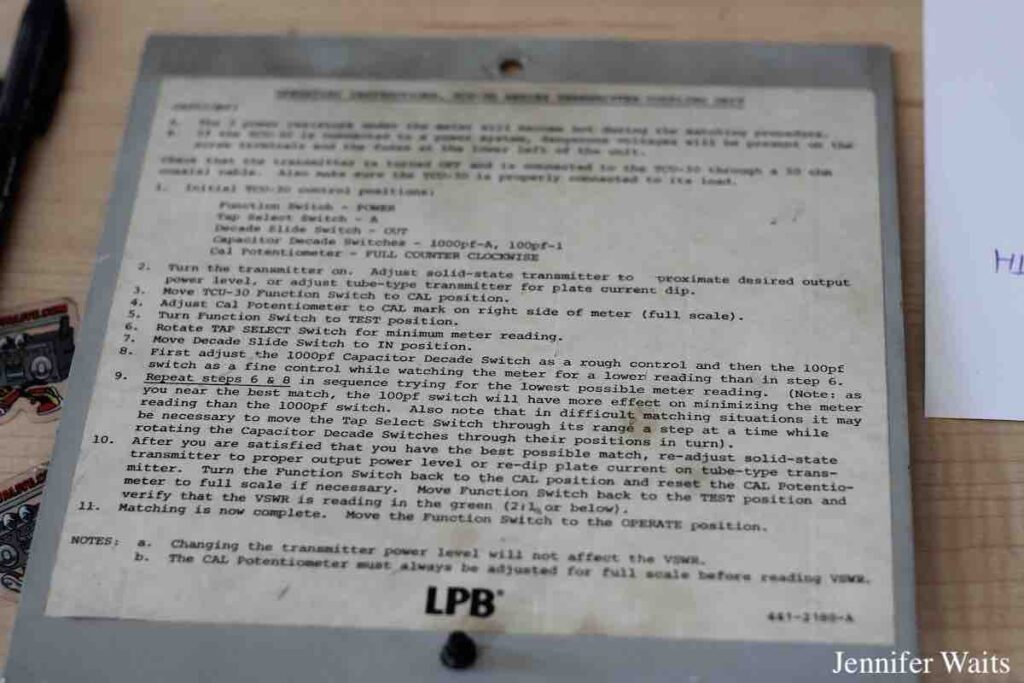 OPERATING INSTRUCTIONS, TCU-30 SERIES TRANSMITTER COUPLING UNIT
A. The 3 power resistors under the meter will become hot during the matching procedure.
B. If the TCU-30 is connected to a power system, dangerous voltages will be present on the
screw terminals and the fuses at the lower left of the unit.
Check that the transmitter is turned OFF and is connected to the TCU-30 through a 50 ohm
coaxial cable. Also make sure the TCU-30 is properly connected to its load.
1. Initial TCU-30 control positions:
Function Switch - POWER
Tap Select Switch - A
Decade Slide Switch - OUT
Capacitor Decade Switches - 1000pf-A, 100pf-1
Cal Potentiometer - FULL COUNTER CLOCKWISE
2. Turn the transmitter on. Adjust solid-state transmitter to proximate desired output
power level, or adjust tube-type transmitter for plate current dip.
3. Move TCU-30 Function Switch to CAL position.
4. Adjust Cal Potentiometer to CAL mark on right side of meter (full scale).
5. Turn Function Switch to TEST position.
6. Rotate TAP SELECT Switch for minimum meter reading.
7. Move Decade Slide Switch to IN position.
8. First adjust the 1000pf Capacitor Decade Switch as a rough control and then the 100pf
switch as a fine control while watching the meter for a lower reading than in step 6.
9. Repeat steps 6 & 8 in sequence trying for the lowest possible meter reading. (Note: as
you near the best match, the 100pf switch will have more effect on minimizing the meter
reading than the 1000pf switch. Also note that in difficult matching situations it may
be necessary to move the Tap Select Switch through its range a step at a time while
rotating the Capacitor Decade Switches through their positions in turn).
10. After you are satisfied that you have the best possible match, re-adjust solid-state
transmitter to proper output power level or re-dip plate current on tube-type trans-
mitter. Turn the Function Switch back to the CAL position and reset the CAL Potentio-
meter to full scale if necessary. Move Function Switch back to the TEST position and
verify that the VSWR is reading in the green (2:1, or below).
11. Matching is now complete. Move the Function Switch to the OPERATE position.
NOTES: a. Changing the transmitter power level will not affect the VSWR.
b. The CAL Potentiometer must always be adjusted for full scale before reading VSWR.
LPB®
441-2100-A
Jennifer Waits